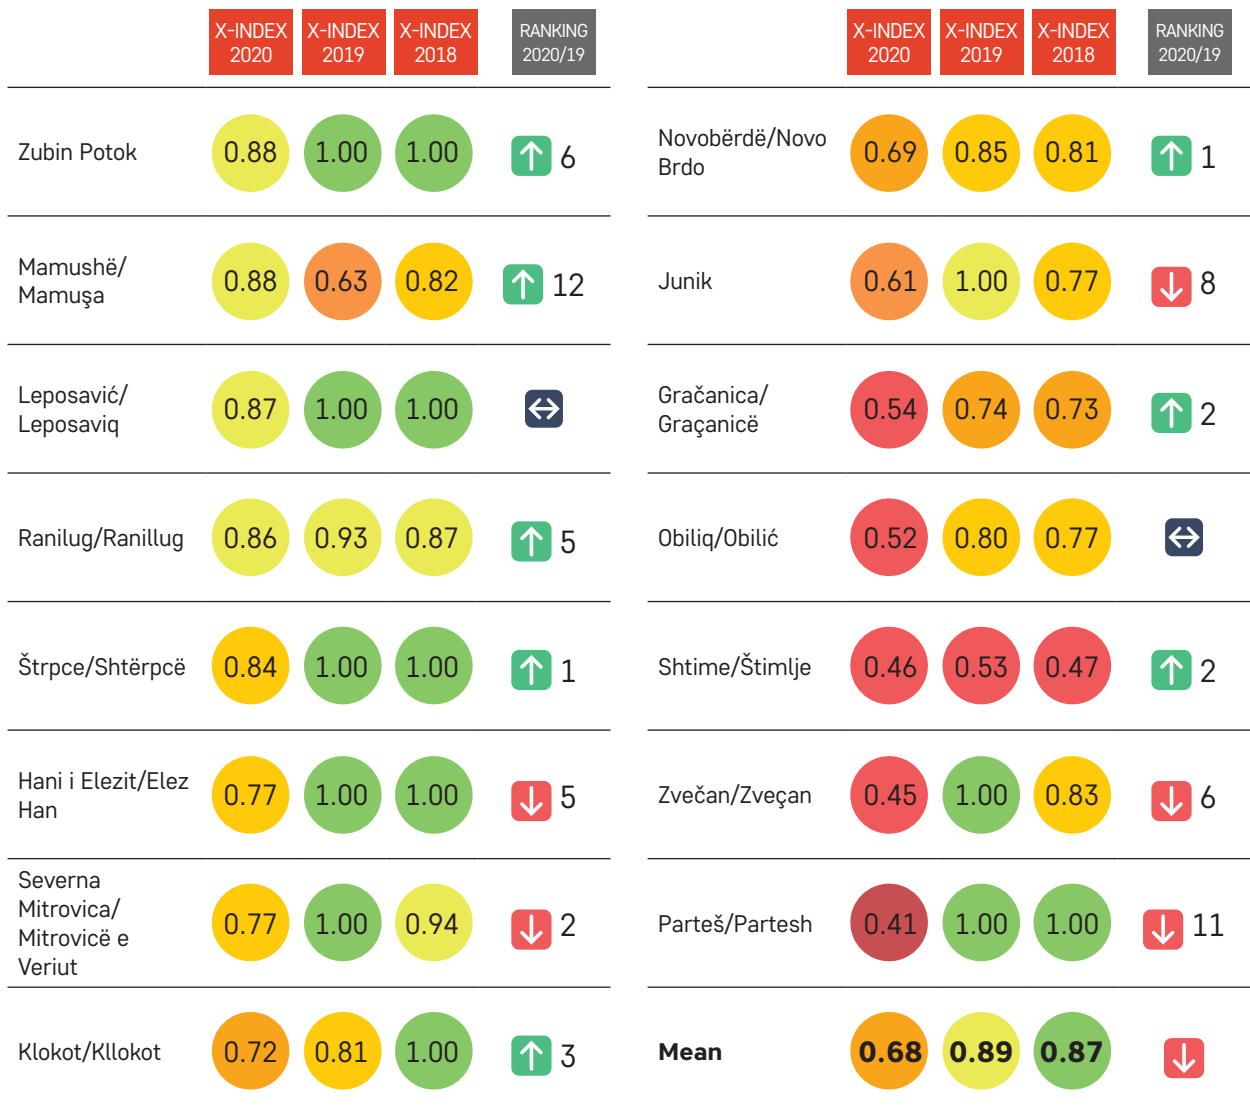 X-INDEX 2020 X-INDEX 2019 X-INDEX 2018 RANKING 2020/19
Zubin Potok 0.88 1.00 1.00 6
Mamushë/
Mamuşa 0.88 0.63 0.82 12
Leposavić/
Leposaviq 0.87 1.00 1.00
Ranilug/Ranillug 0.86 0.93 0.87 5
Štrpce/Shtërpcë 0.84 1.00 1.00 1
Hani i Elezit/Elez
Han 0.77 1.00 1.00 5
Severna
Mitrovica/
Mitrovicë e
Veriut 0.77 1.00 0.94 2
Klokot/Kllokot 0.72 0.81 1.00 3
X-INDEX 2020 X-INDEX 2019 X-INDEX 2018 RANKING 2020/19
Novobërdë/Novo
Brdo 0.69 0.85 0.81 1
Junik 0.61 1.00 0.77 8
Gračanica/
Graçanicë 0.54 0.74 0.73 2
Obiliq/Obilić 0.52 0.80 0.77
Shtime/Štimlje 0.46 0.53 0.47 2
Zvečan/Zveçan 0.45 1.00 0.83 6
Parteš/Partesh 0.41 1.00 1.00 11
Mean 0.68 0.89 0.87